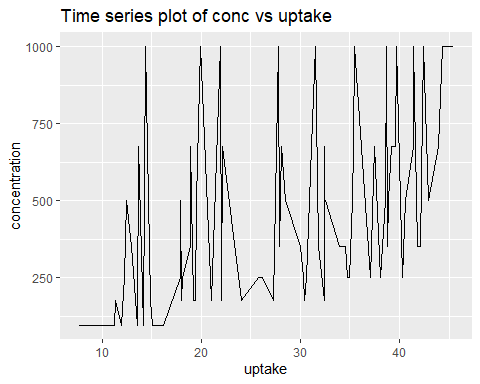 Time series plot of conc vs uptake
1000
750
500
250
concentration
10 20 30 40
uptake